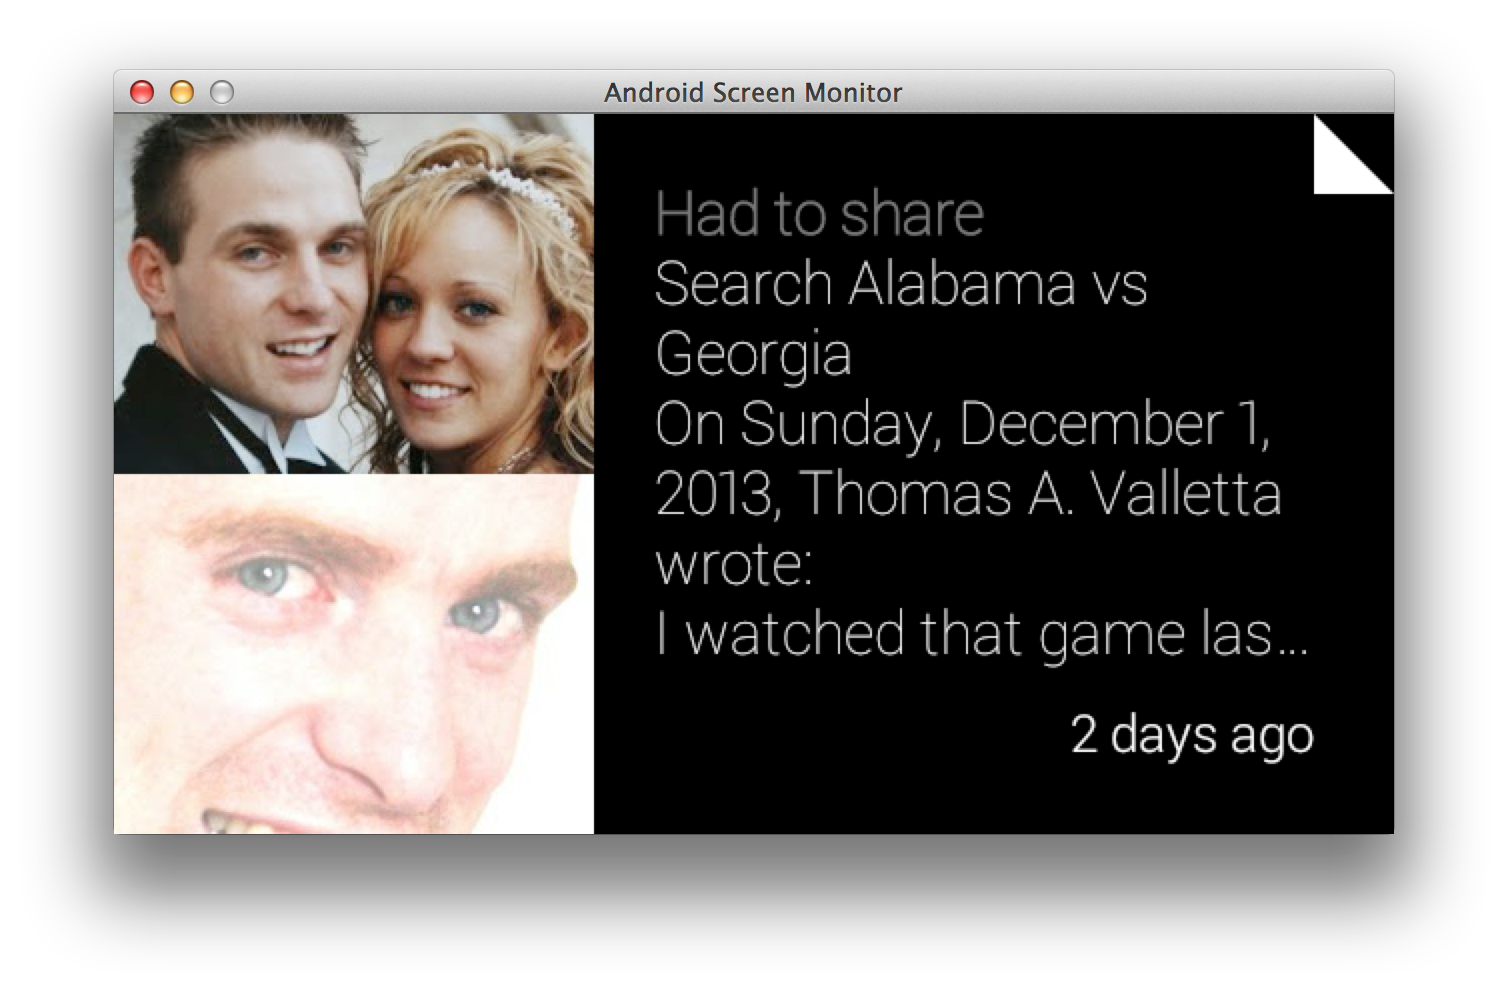 Android Screen Monitor
Had to share
Search Alabama vs
Georgia
On Sunday, December 1,
2013, Thomas A. Valletta
wrote:
I watched that game las...
2 days ago